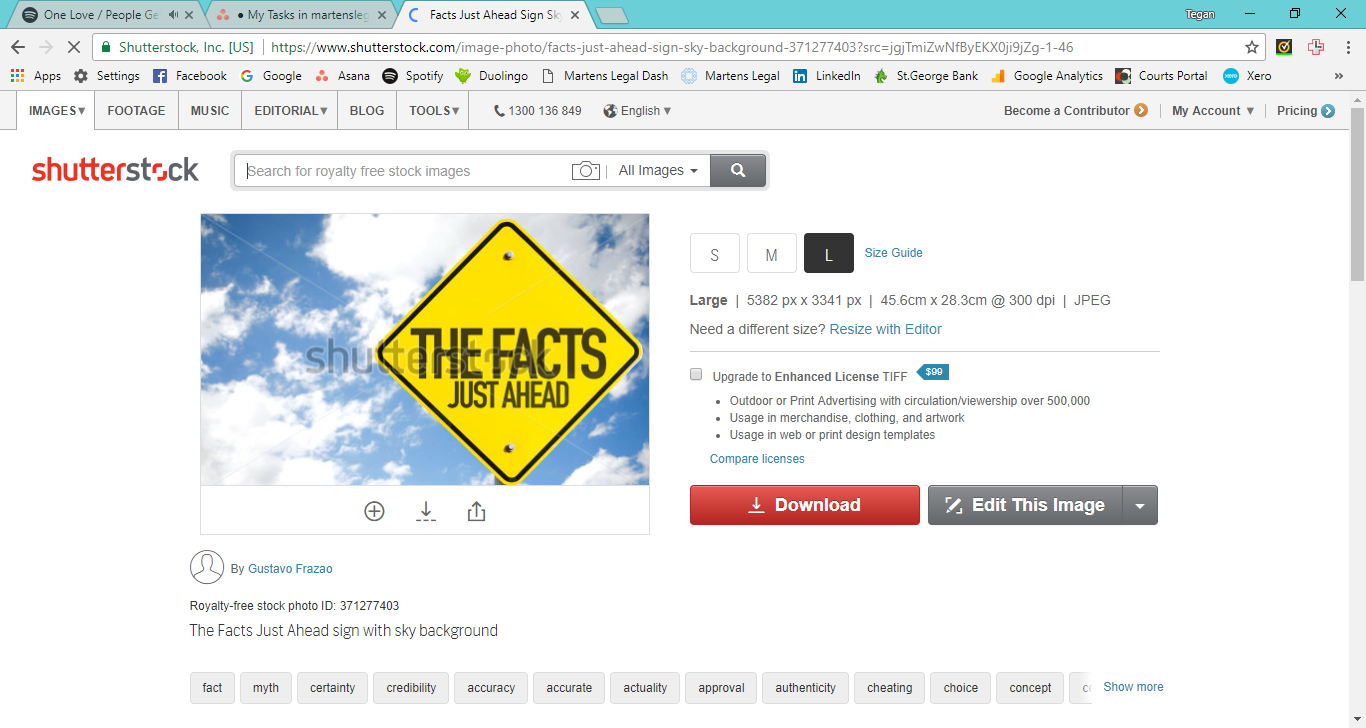 One Love / People Ge
● My Tasks in martensleg
Facts Just Ahead Sign Sk
Tegan
Shutterstock, Inc. [US]
https://www.shutterstock.com/image-photo/facts-just-ahead-sign-sky-background-371277403?src=jgjTmiZwNfByEKX0ji9jZg-1-46
Apps Settings Facebook Google Asana Spotify Duolingo Martens Legal Dash Martens Legal LinkedIn St.George Bank Google Analytics Courts Portal Xero »
IMAGES▾ FOOTAGE MUSIC EDITORIAL▾ BLOG TOOLS▾ 1300 136 849 English ▾ Become a Contributor My Account ▾ Pricing
shutterstock
Search for royalty free stock images
All Images
THE FACTS
JUST AHEAD
shutterstock
S M L Size Guide
Large | 5382 px x 3341 px | 45.6cm x 28.3cm @ 300 dpi | JPEG
Need a different size? Resize with Editor
Upgrade to Enhanced License TIFF $99
• Outdoor or Print Advertising with circulation/viewership over 500,000
• Usage in merchandise, clothing, and artwork
• Usage in web or print design templates
Compare licenses
Download
Edit This Image
By Gustavo Frazao
Royalty-free stock photo ID: 371277403
The Facts Just Ahead sign with sky background
fact myth certainty credibility accuracy accurate actuality approval authenticity cheating choice concept Show more